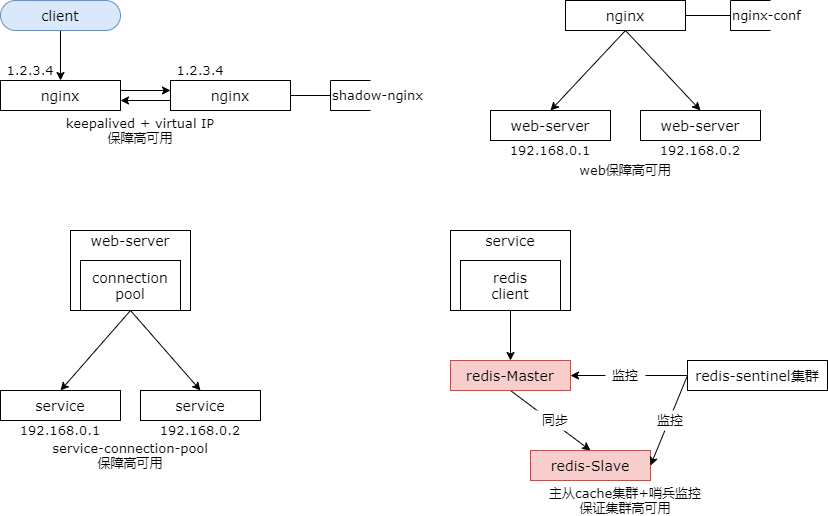 client
1.2.3.4
1.2.3.4
nginx
nginx
shadow-nginx
keepalived + virtual IP
保障高可用
nginx
nginx-conf
web-server
web-server
192.168.0.1
192.168.0.2
web保障高可用
web-server
connection
pool
service
service
192.168.0.1
192.168.0.2
service-connection-pool
保障高可用
service
redis
client
redis-Master
监控
redis-sentinel集群
同步
监控
redis-Slave
主从cache集群+哨兵监控
保证集群高可用